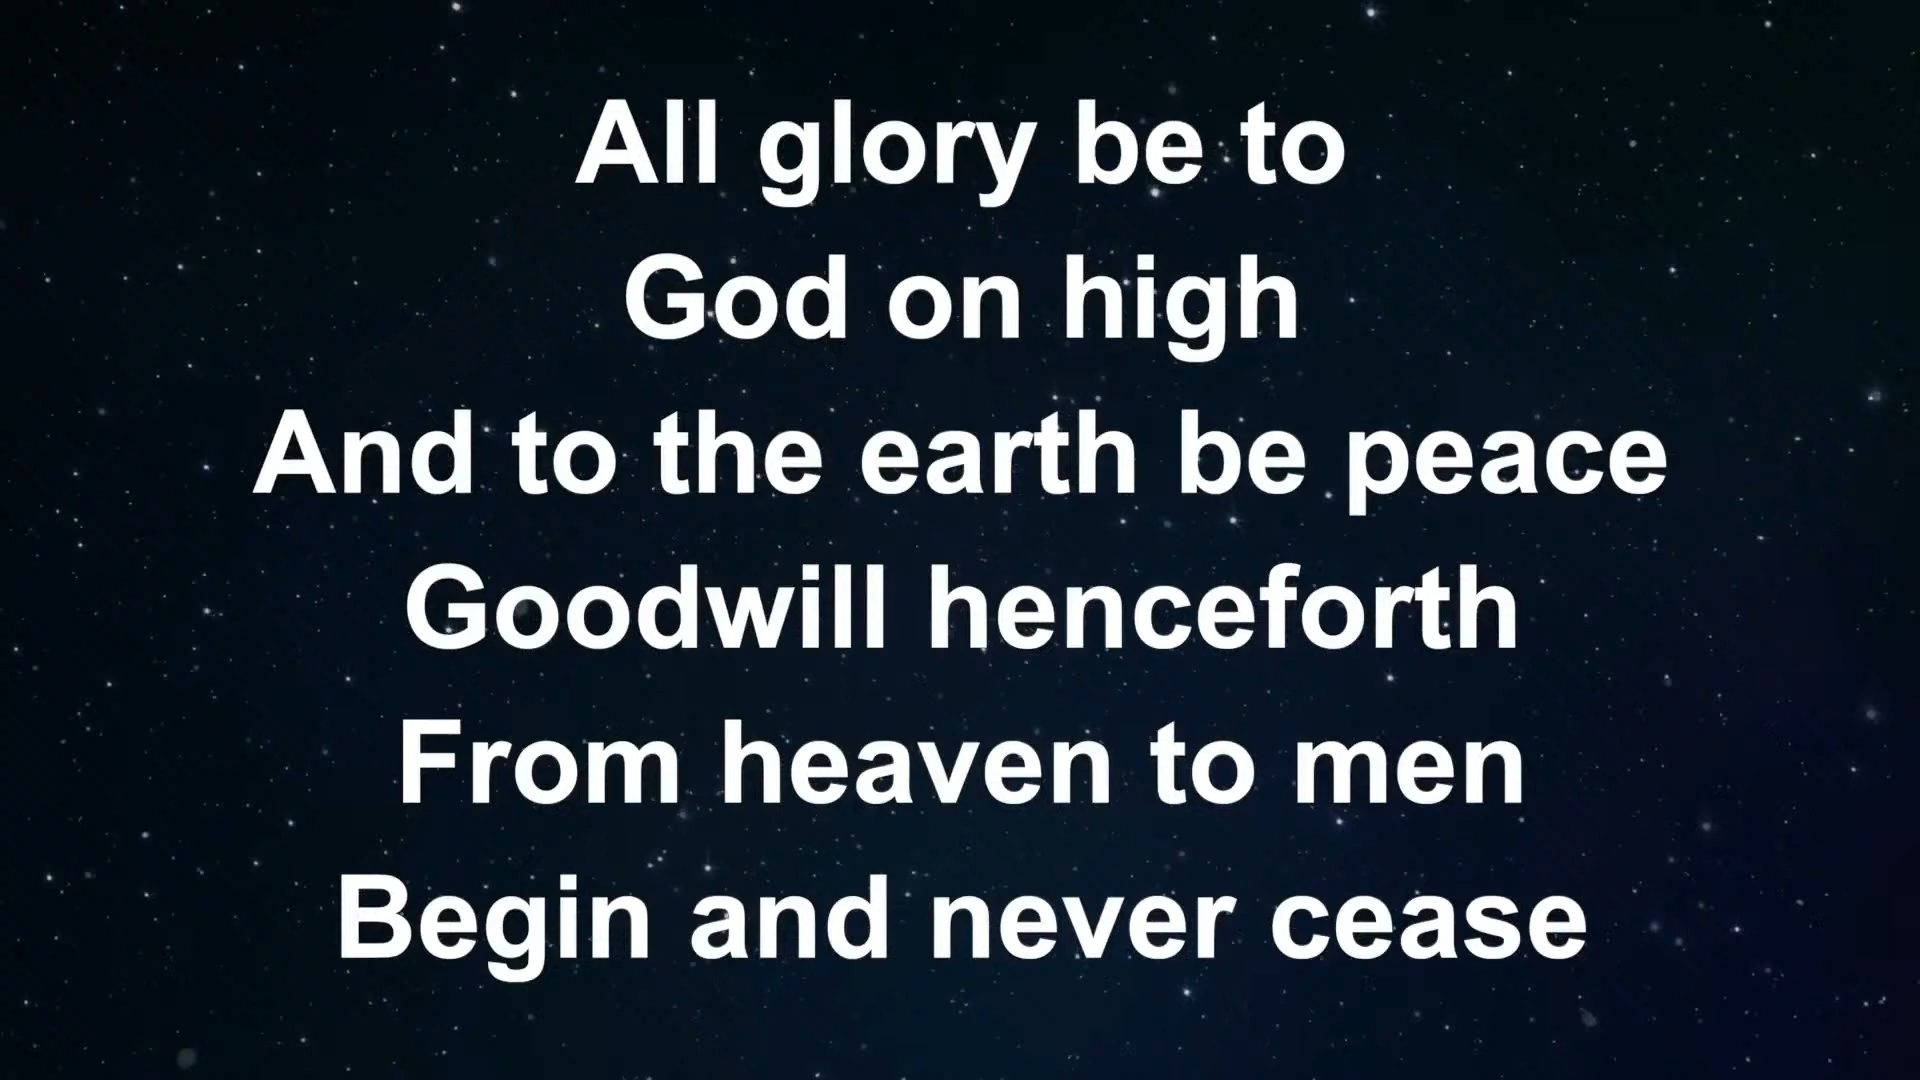 All glory be to
God on high
And to the earth be peace
Goodwill henceforth
From heaven to men
Begin and never cease